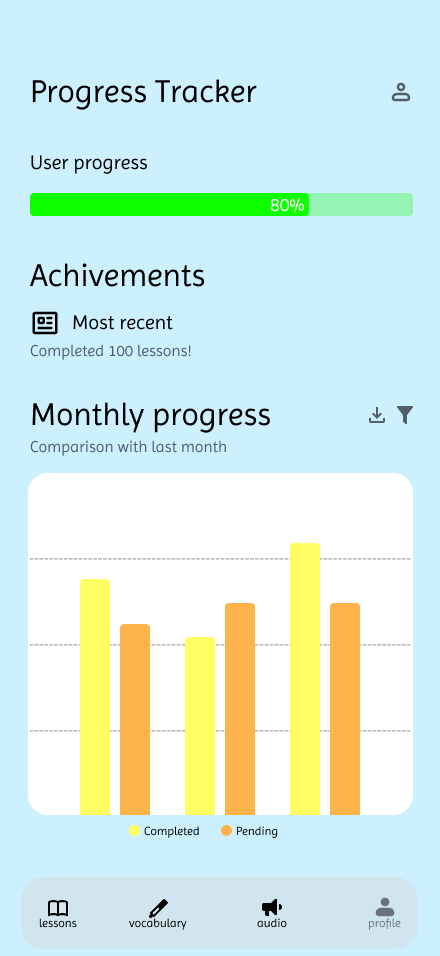 Progress Tracker
User progress
80%
Achivements
Most recent
Completed 100 lessons!
Monthly progress
Comparison with last month
Completed Pending
lessons vocabulary audio profile